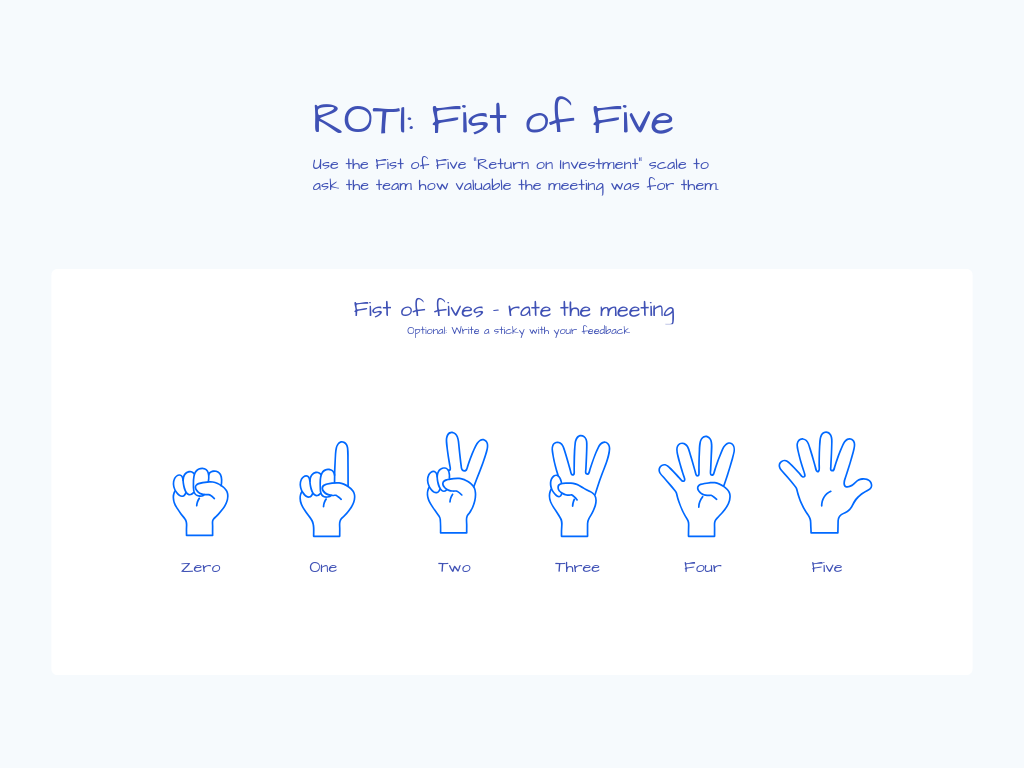 ROTI: Fist of Five
Use the Fist of Five "Return on Investment" scale to
ask the team how valuable the meeting was for them.
Fist of fives - rate the meeting
Optional: Write a sticky with your feedback
Zero One Two Three Four Five